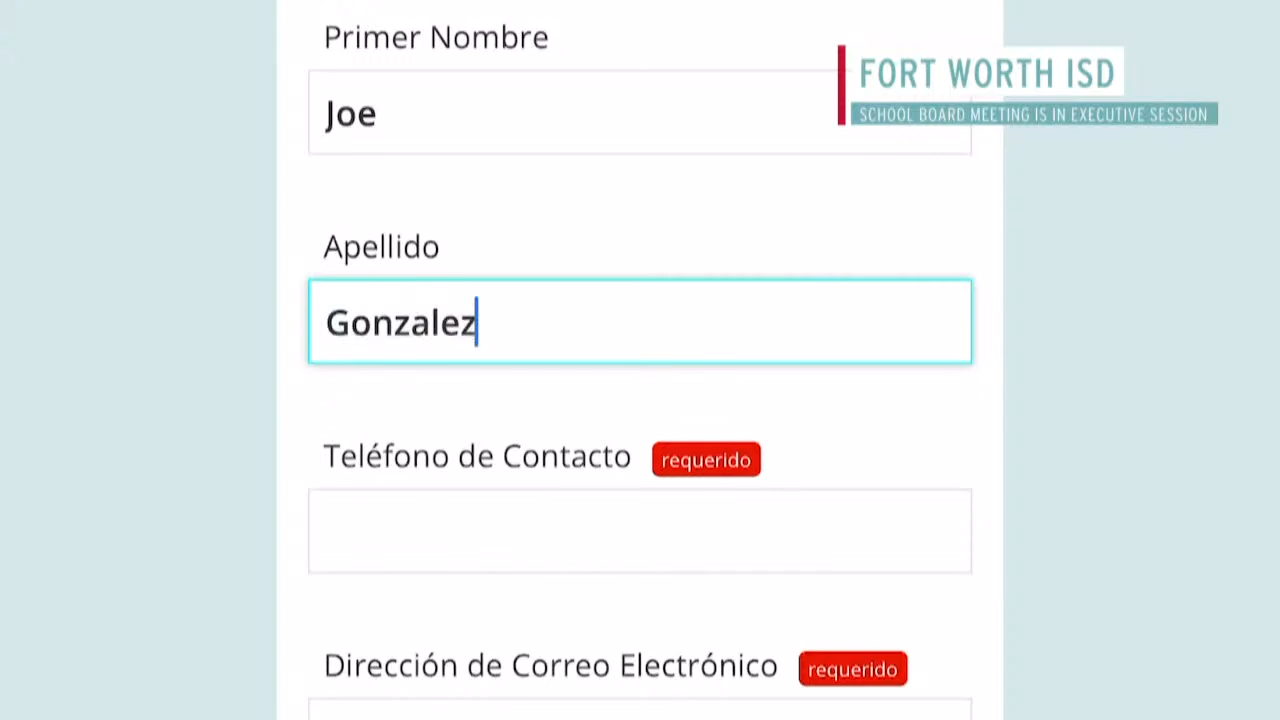 Primer Nombre
FORT WORTH ISD
Joe
SCHOOL BOARD MEETING IS IN EXECUTIVE SESSION
Apellido
Gonzalez
Teléfono de Contacto requerido
Dirección de Correo Electrónico requerido